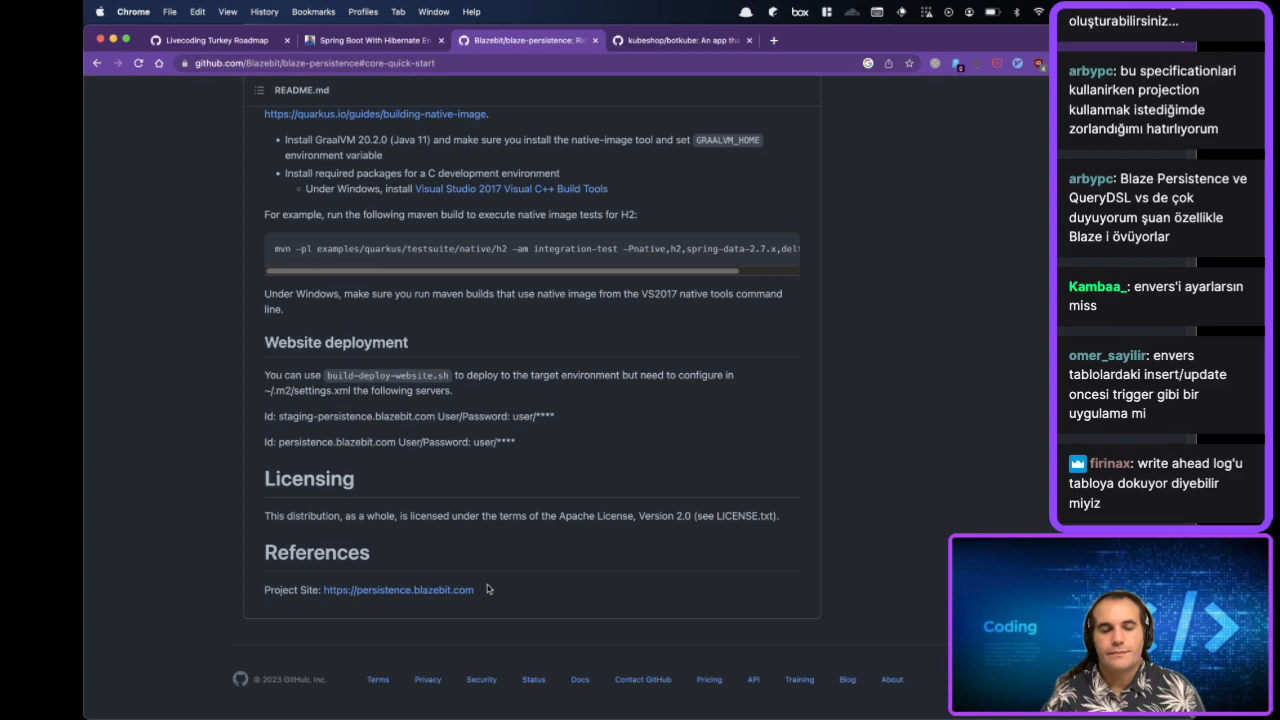 Chrome File Edit View History Bookmarks Profiles Tab Window Help
box
Livecoding Turkey Roadmap
Spring Boot With Hibernate En
Blazebit/blaze-persistence: Ric
kubeshop/botkube: An app tha
github.com/Blazebit/blaze-persistence#core-quick-start
README.md
https://quarkus.io/guides/building-native-image.
Install GraalVM 20.2.0 (Java 11) and make sure you install the native-image tool and set GRAALVM_HOME
environment variable
Install required packages for a C development environment
Under Windows, install Visual Studio 2017 Visual C++ Build Tools
For example, run the following maven build to execute native image tests for H2:
mvn -pl examples/quarkus/testsuite/native/h2 -am integration-test -Pnative,h2,spring-data-2.7.x,delt
Under Windows, make sure you run maven builds that use native image from the VS2017 native tools command
line.
Website deployment
You can use build-deploy-website.sh to deploy to the target environment but need to configure in
~/.m2/settings.xml the following servers.
Id: staging-persistence.blazebit.com User/Password: user/****
Id: persistence.blazebit.com User/Password: user/****
Licensing
This distribution, as a whole, is licensed under the terms of the Apache License, Version 2.0 (see LICENSE.txt).
References
Project Site: https://persistence.blazebit.com
© 2023 GitHub, Inc. Terms Privacy Security Status Docs Contact GitHub Pricing API Training Blog About
oluşturabilirsiniz...
arbypc: bu specificationlari
kullanirken projection
kullanmak istediğimde
zorlandığımı hatırlıyorum
arbypc: Blaze Persistence ve
QueryDSL vs de çok
duyuyorum şuan özellikle
Blaze i övüyorlar
Kambaa_: envers'i ayarlarsın
miss
omer_sayilir: envers
tablolardaki insert/update
oncesi trigger gibi bir
uygulama mi
firinax: write ahead log'u
tabloya dokuyor diyebilir
miyiz
Coding